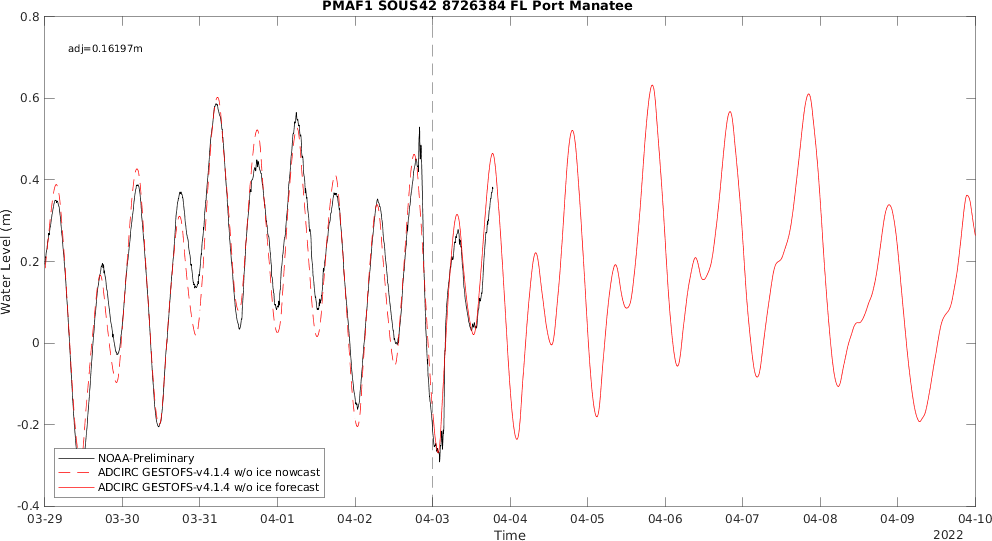 PMAF1 SOUS42 8726384 FL Port Manatee
adj=0.16197m
0.8
0.6
0.4
0.2
0
-0.2
-0.4
Water Level (m)
NOAA-Preliminary
ADCIRC GESTOFS-v4.1.4 w/o ice nowcast
ADCIRC GESTOFS-v4.1.4 w/o ice forecast
03-29 03-30 03-31 04-01 04-02 04-03 04-04 04-05 04-06 04-07 04-08 04-09 04-10
Time
2022